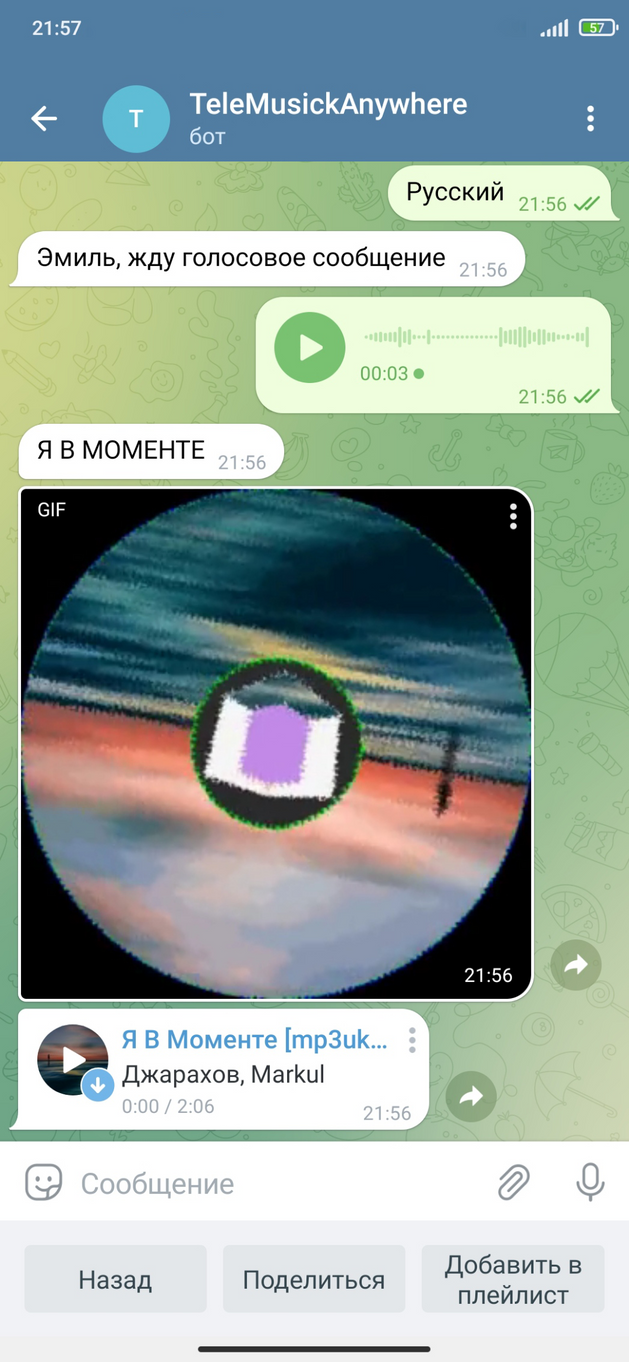 21:57
57
T
TeleMusickAnywhere
бот
Русский 21:56
Эмиль, жду голосовое сообщение 21:56
00:03
21:56
Я В МОМЕНТЕ 21:56
GIF
21:56
Я В Моменте [mp3uk...
Джарахов, Markul
0:00 / 2:06
21:56
Сообщение
Назад
Поделиться
Добавить в
плейлист